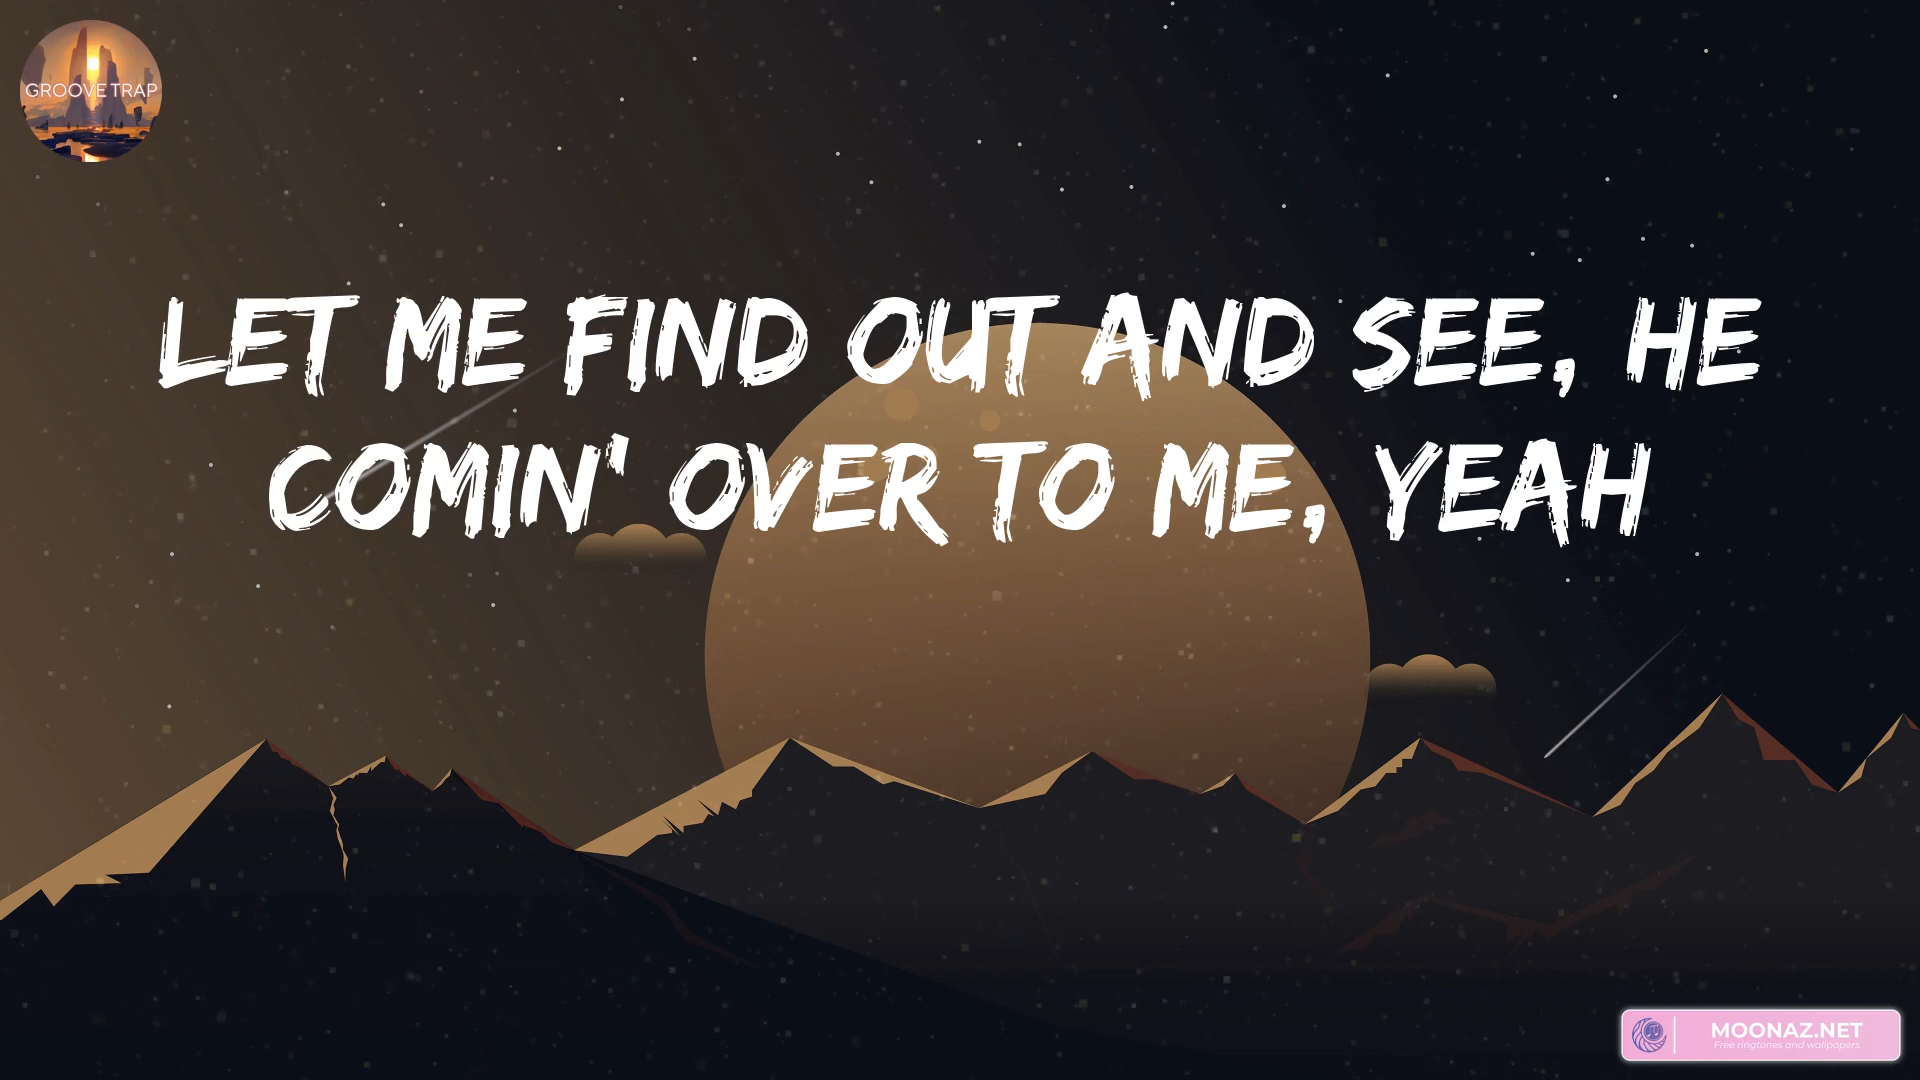 GROOVE TRAP
LET ME FIND OUT AND SEE, HE
COMIN' OVER TO ME, YEAH
MOONAZ.NET
Free ringtones and wallpapers